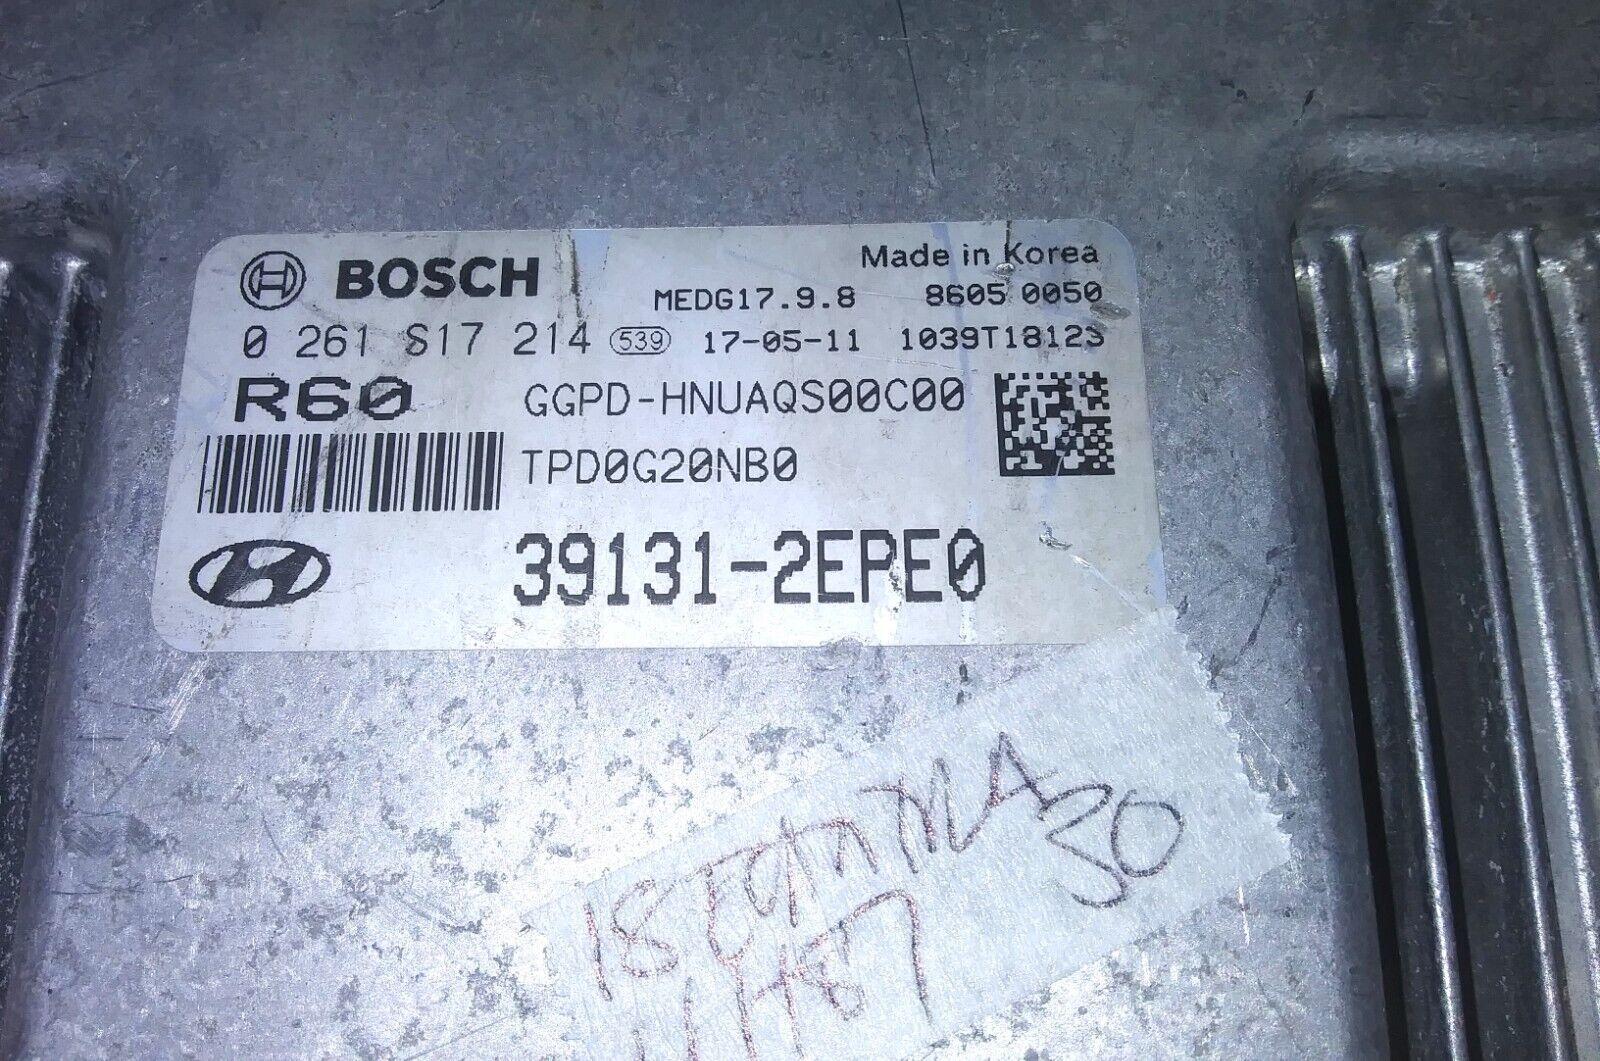 BOSCH
Made in Korea
MEDG17.9.8 8605 0050
0 261 S17 214 539 17-05-11 1039T18123
R60 GGPD-HNUAQS00C00
TPD0G20NB0
39131-2EPE0